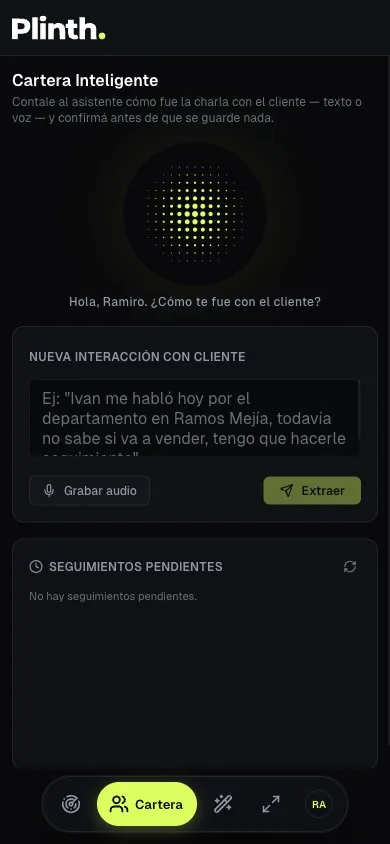 Plinth.
Cartera Inteligente
Contale al asistente cómo fue la charla con el cliente — texto o
voz — y confirmá antes de que se guarde nada.
Hola, Ramiro. ¿Cómo te fue con el cliente?
NUEVA INTERACCIÓN CON CLIENTE
Ej: "Ivan me habló hoy por el
departamento en Ramos Mejía, todavía
no sabe si va a vender, tengo que hacerle
seguimiento"
Grabar audio
Extraer
SEGUIMIENTOS PENDIENTES
No hay seguimientos pendientes.
Cartera
RA